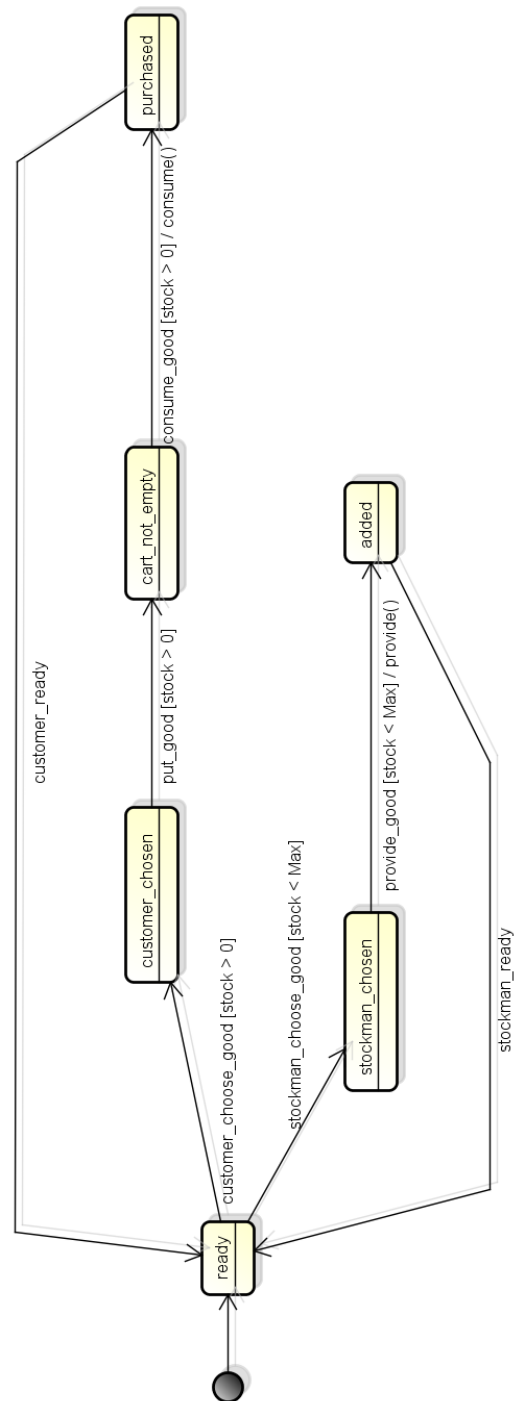 customer_ready
purchased
consume_good [stock > 0] / consume()
cart_not_empty
put_good [stock > 0]
customer_chosen
customer_choose_good [stock > 0]
ready
stockman_choose_good [stock < Max]
stockman_chosen
provide_good [stock < Max] / provide()
added
stockman_ready